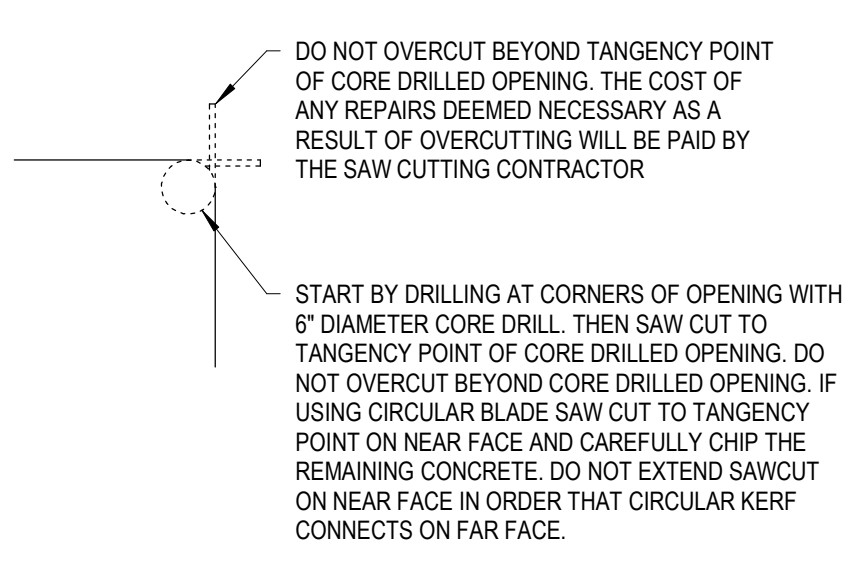 DO NOT OVERCUT BEYOND TANGENCY POINT
OF CORE DRILLED OPENING. THE COST OF
ANY REPAIRS DEEMED NECESSARY AS A
RESULT OF OVERCUTTING WILL BE PAID BY
THE SAW CUTTING CONTRACTOR
START BY DRILLING AT CORNERS OF OPENING WITH
6" DIAMETER CORE DRILL. THEN SAW CUT TO
TANGENCY POINT OF CORE DRILLED OPENING. DO
NOT OVERCUT BEYOND CORE DRILLED OPENING. IF
USING CIRCULAR BLADE SAW CUT TO TANGENCY
POINT ON NEAR FACE AND CAREFULLY CHIP THE
REMAINING CONCRETE. DO NOT EXTEND SAWCUT
ON NEAR FACE IN ORDER THAT CIRCULAR KERF
CONNECTS ON FAR FACE.